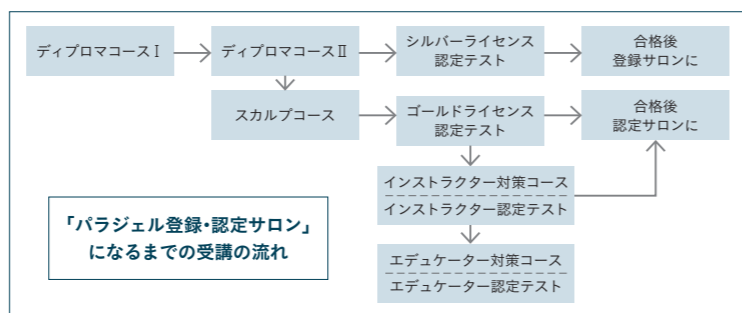 ディプロマコースⅠ
ディプロマコースⅡ
シルバーライセンス
認定テスト
合格後
登録サロンに
スカルプコース
ゴールドライセンス
認定テスト
合格後
認定サロンに
インストラクター対策コース
インストラクター認定テスト
エデュケーター対策コース
エデュケーター認定テスト
「パラジェル登録・認定サロン」
になるまでの受講の流れ